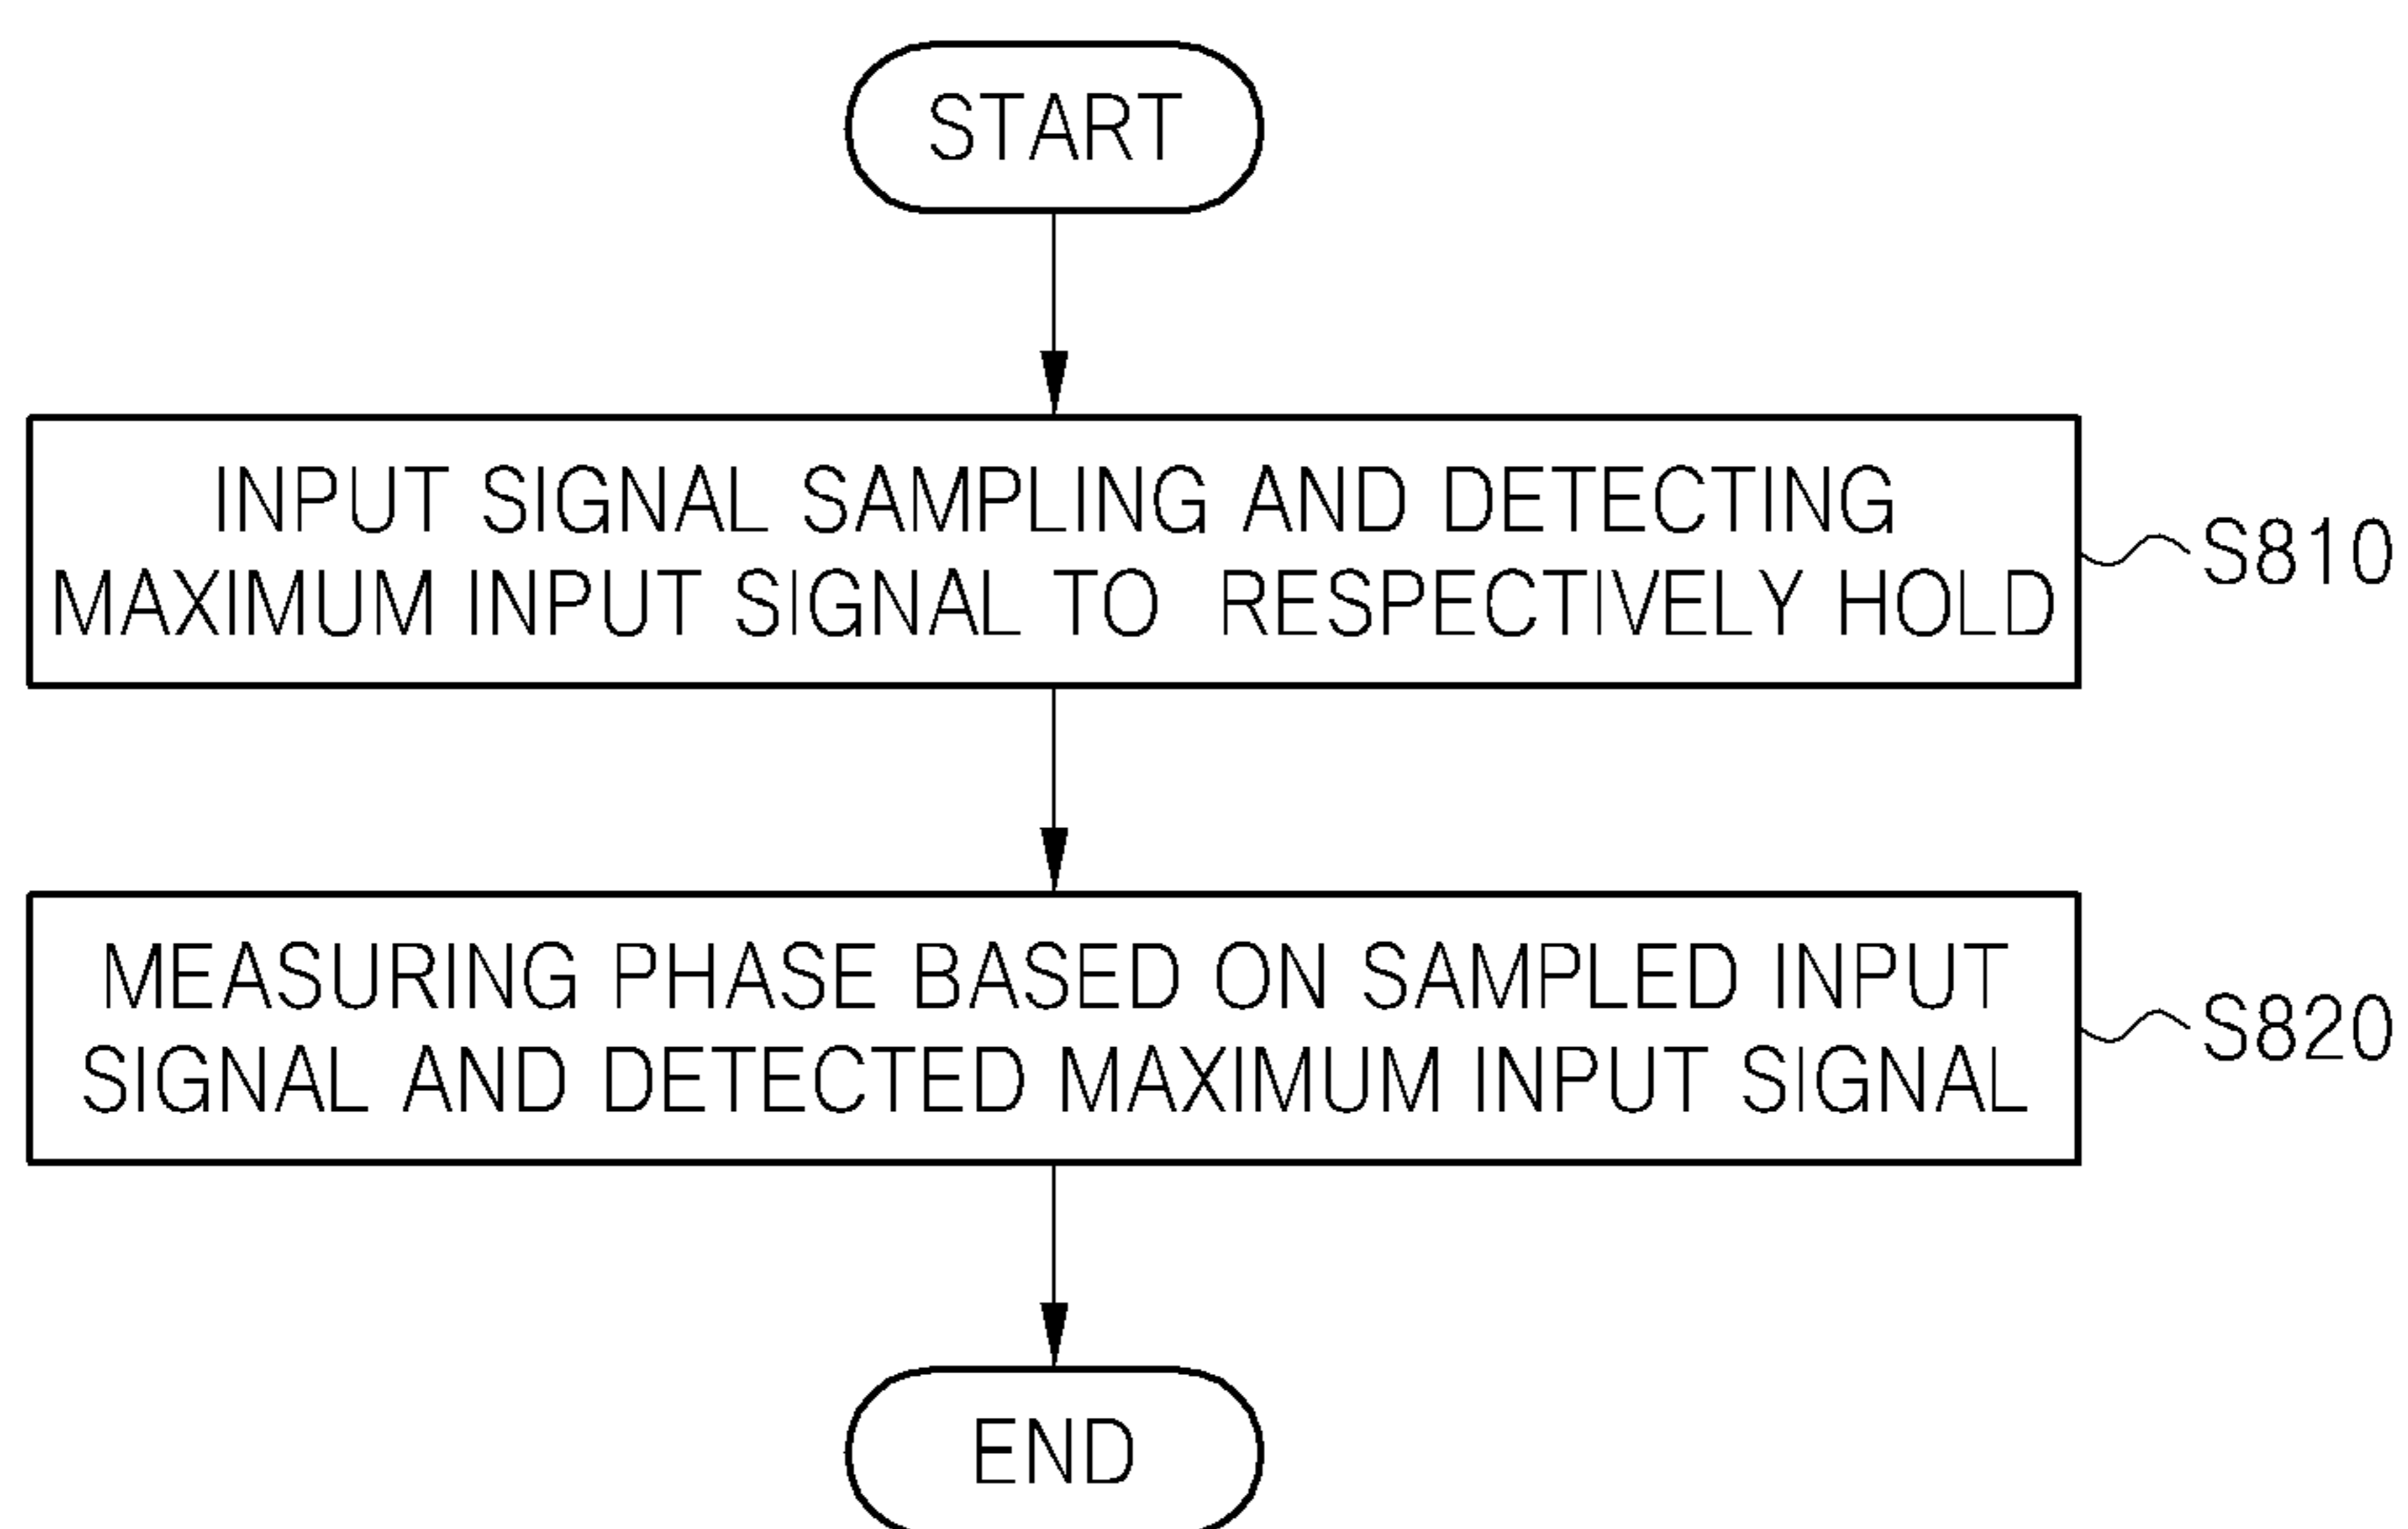 START
INPUT SIGNAL SAMPLING AND DETECTING
MAXIMUM INPUT SIGNAL TO RESPECTIVELY HOLD
S810
MEASURING PHASE BASED ON SAMPLED INPUT
SIGNAL AND DETECTED MAXIMUM INPUT SIGNAL
S820
END